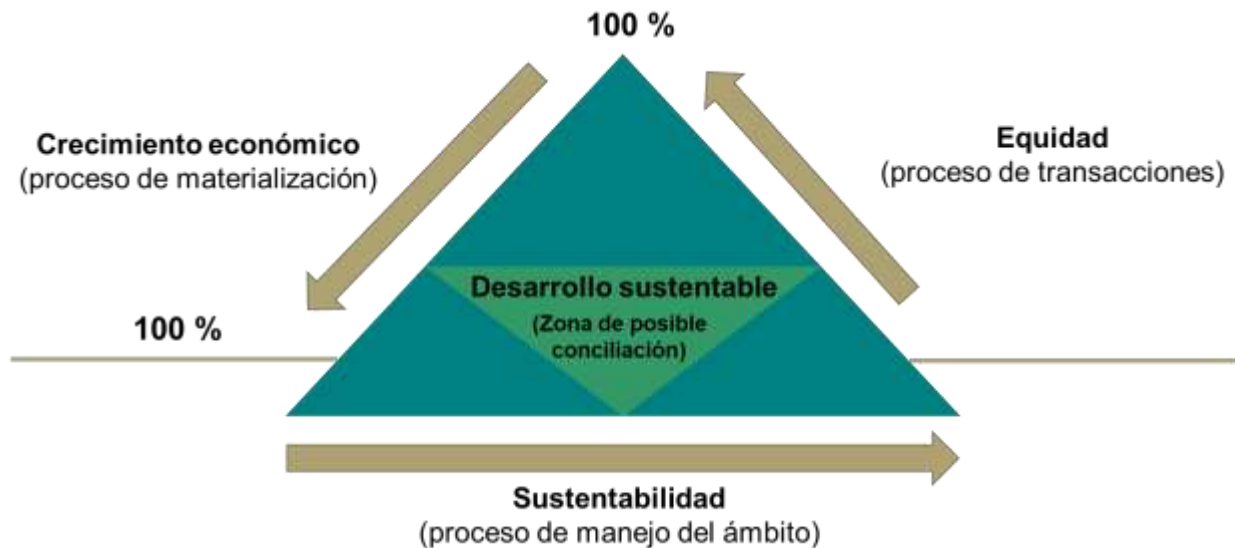 100 %
Crecimiento económico
(proceso de materialización)
Equidad
(proceso de transacciones)
100 %
Desarrollo sustentable
(Zona de posible
conciliación)
Sustentabilidad
(proceso de manejo del ámbito)